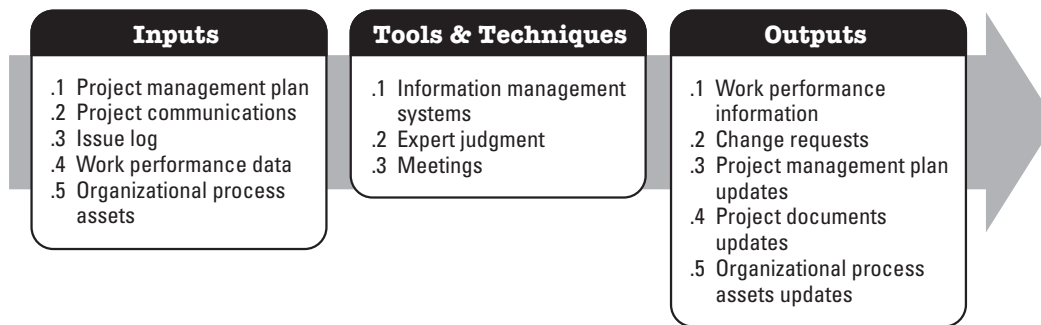 Inputs
.1 Project management plan
.2 Project communications
.3 Issue log
.4 Work performance data
.5 Organizational process
assets
Tools & Techniques
.1 Information management
systems
.2 Expert judgment
.3 Meetings
Outputs
.1 Work performance
information
.2 Change requests
.3 Project management plan
updates
.4 Project documents
updates
.5 Organizational process
assets updates